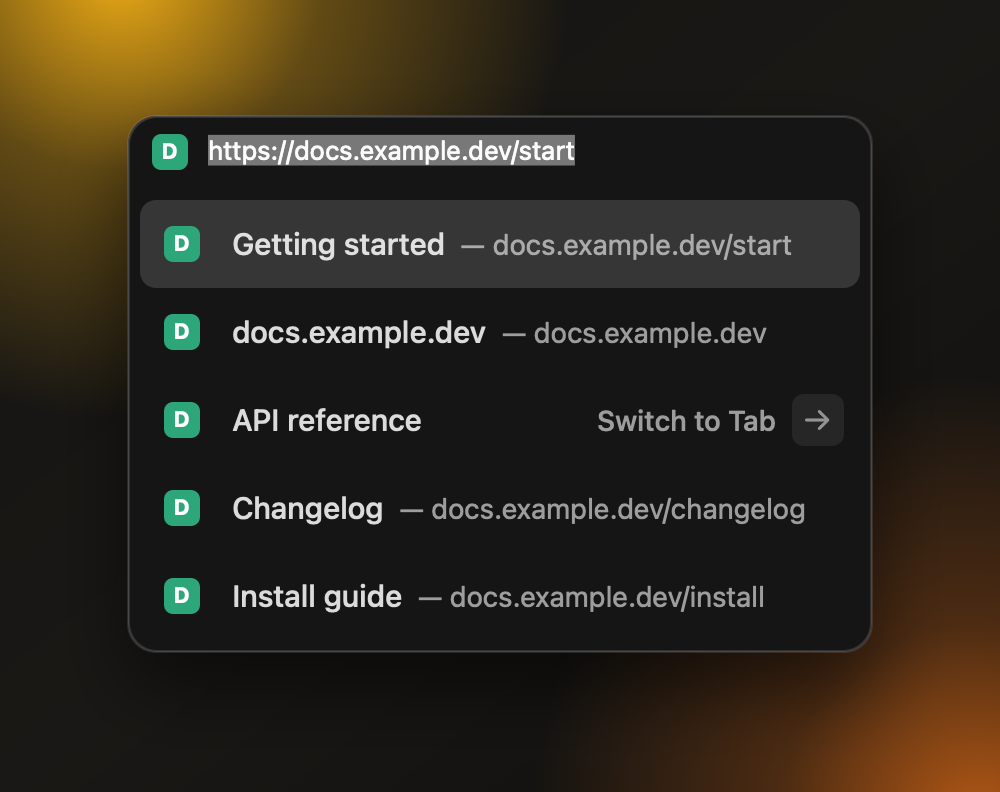 D https://docs.example.dev/start
D Getting started — docs.example.dev/start
D docs.example.dev — docs.example.dev
D API reference Switch to Tab →
D Changelog — docs.example.dev/changelog
D Install guide — docs.example.dev/install